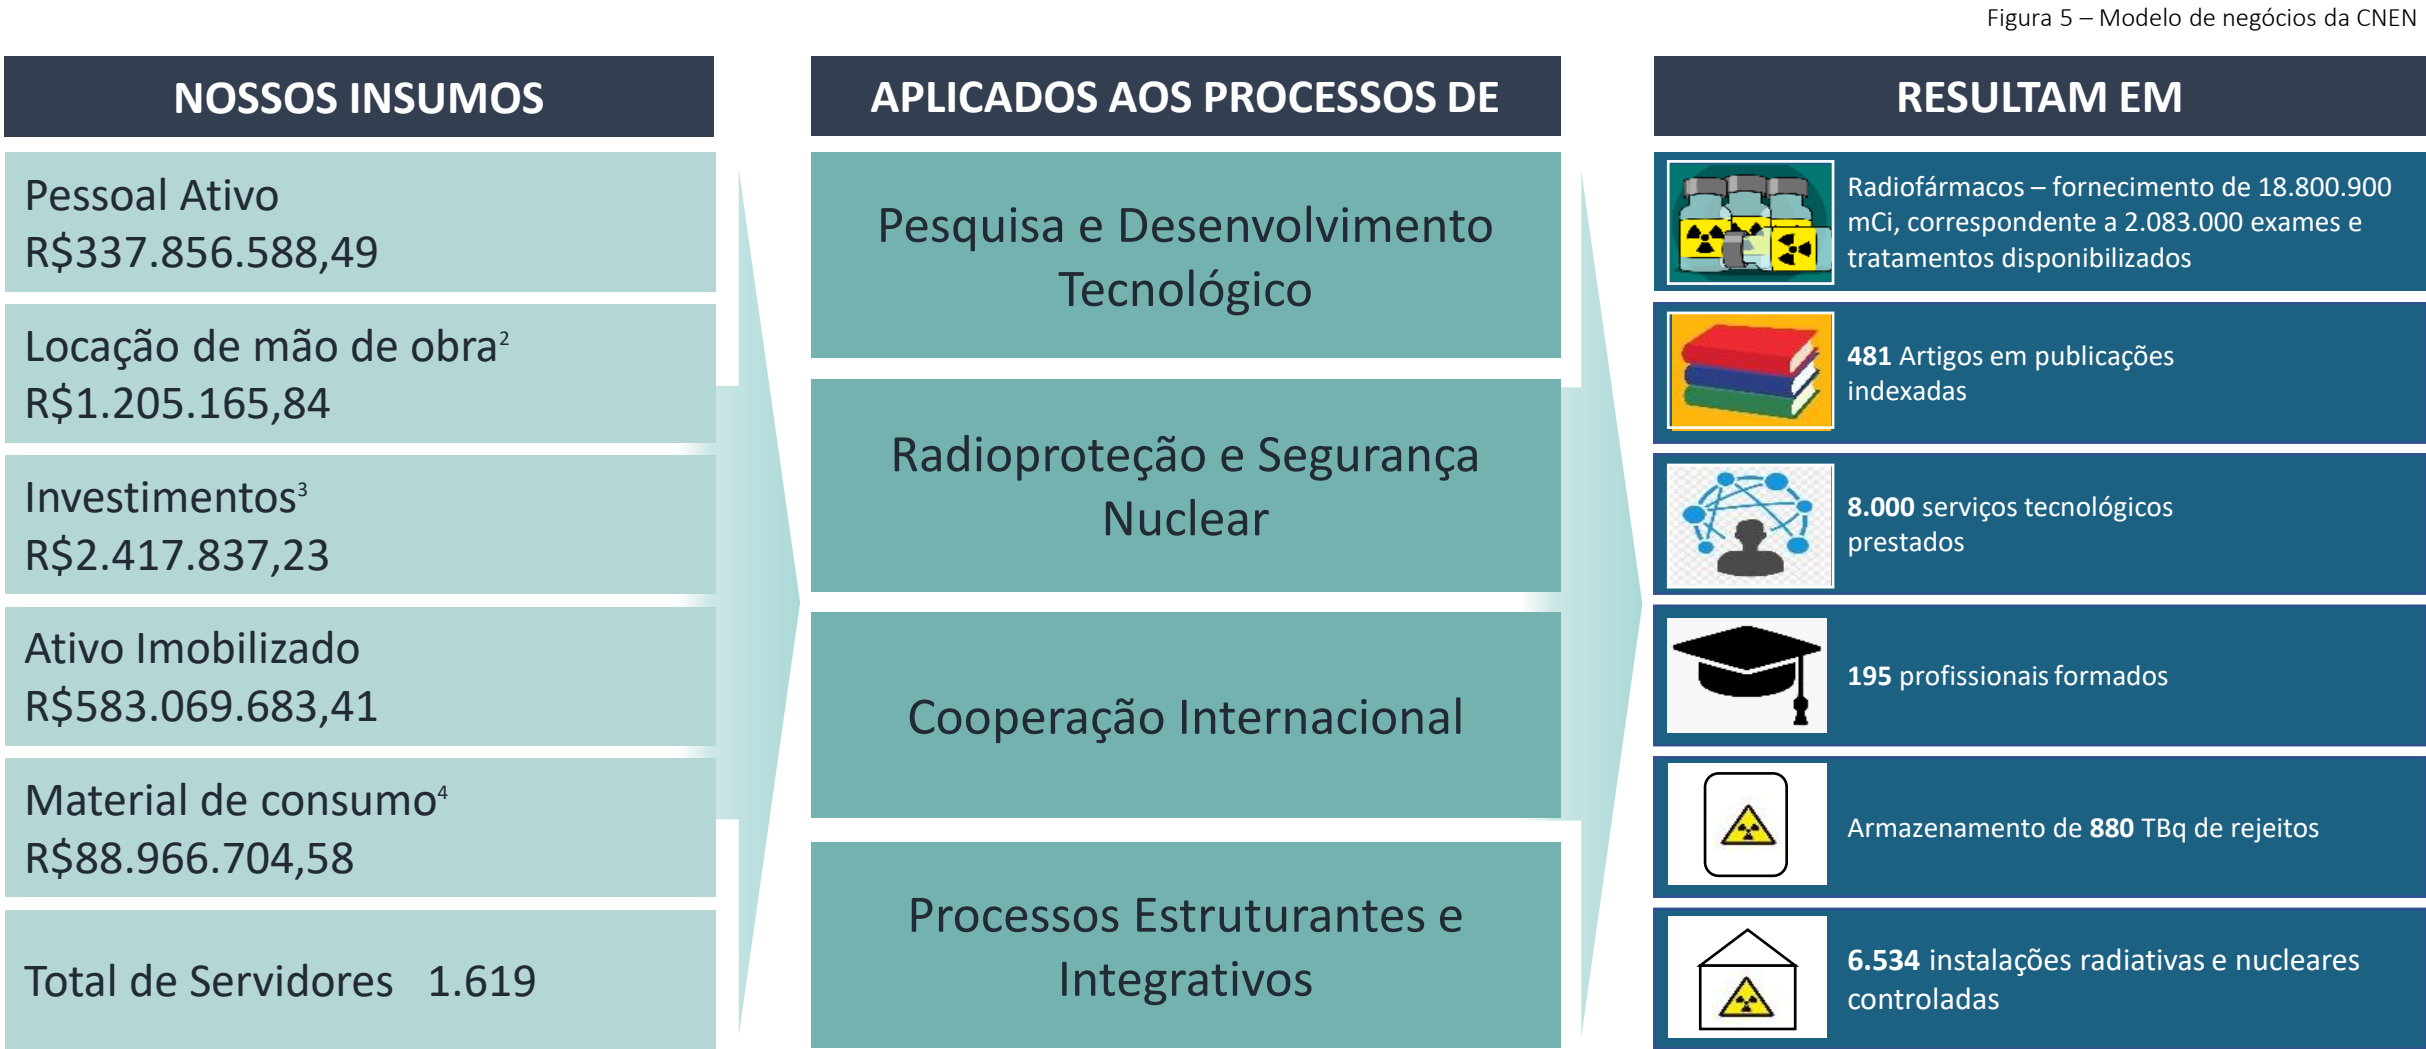 Figura 5 – Modelo de negócios da CNEN
NOSSOS INSUMOS
Pessoal Ativo
R$337.856.588,49
Locação de mão de obra²
R$1.205.165,84
Investimentos³
R$2.417.837,23
Ativo Imobilizado
R$583.069.683,41
Material de consumo⁴
R$88.966.704,58
Total de Servidores 1.619
APLICADOS AOS PROCESSOS DE
Pesquisa e Desenvolvimento
Tecnológico
Radioproteção e Segurança
Nuclear
Cooperação Internacional
Processos Estruturantes e
Integrativos
RESULTAM EM
Radiofármacos – fornecimento de 18.800.900
mCi, correspondente a 2.083.000 exames e
tratamentos disponibilizados
481 Artigos em publicações
indexadas
8.000 serviços tecnológicos
prestados
195 profissionais formados
Armazenamento de 880 TBq de rejeitos
6.534 instalações radiativas e nucleares
controladas